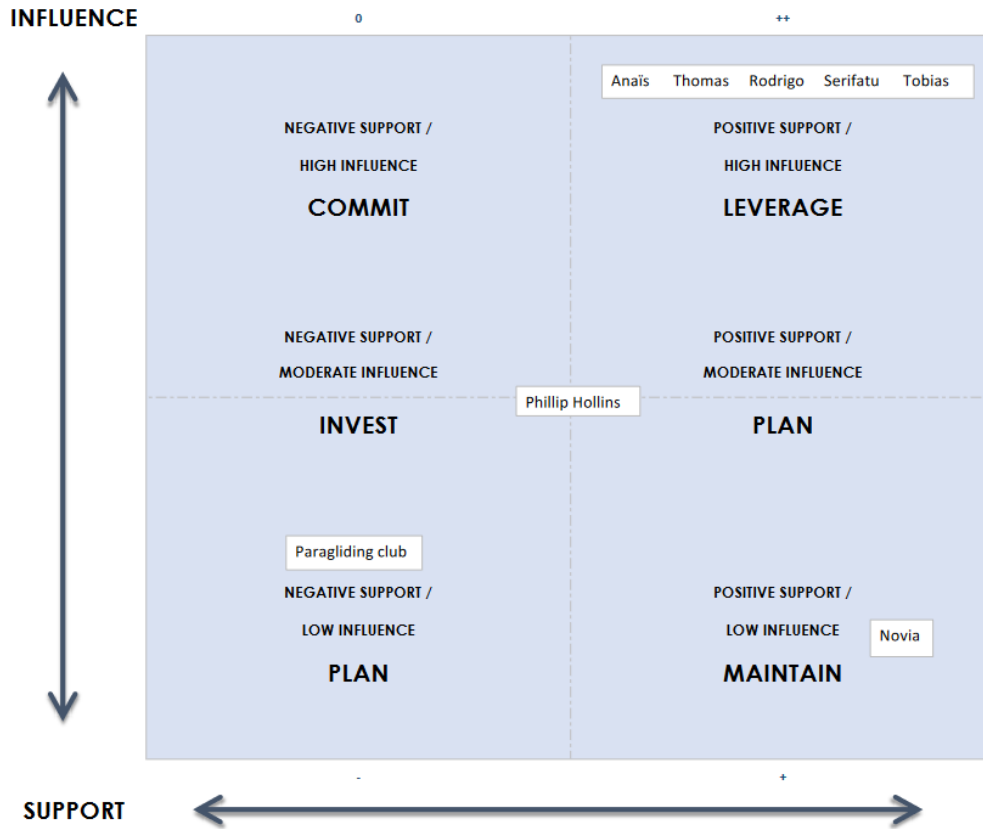 INFLUENCE
0
++
Anaïs Thomas Rodrigo Serifatu Tobias
NEGATIVE SUPPORT /
HIGH INFLUENCE
COMMIT
POSITIVE SUPPORT /
HIGH INFLUENCE
LEVERAGE
NEGATIVE SUPPORT /
MODERATE INFLUENCE
INVEST
POSITIVE SUPPORT /
MODERATE INFLUENCE
PLAN
Phillip Hollins
Paragliding club
NEGATIVE SUPPORT /
LOW INFLUENCE
PLAN
POSITIVE SUPPORT /
LOW INFLUENCE
MAINTAIN
Novia
-
+
SUPPORT